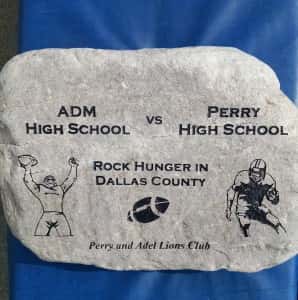 ADM VS PERRY
HIGH SCHOOL HIGH SCHOOL
ROCK HUNGER IN
DALLAS COUNTY
Perry and Adel Lions Club